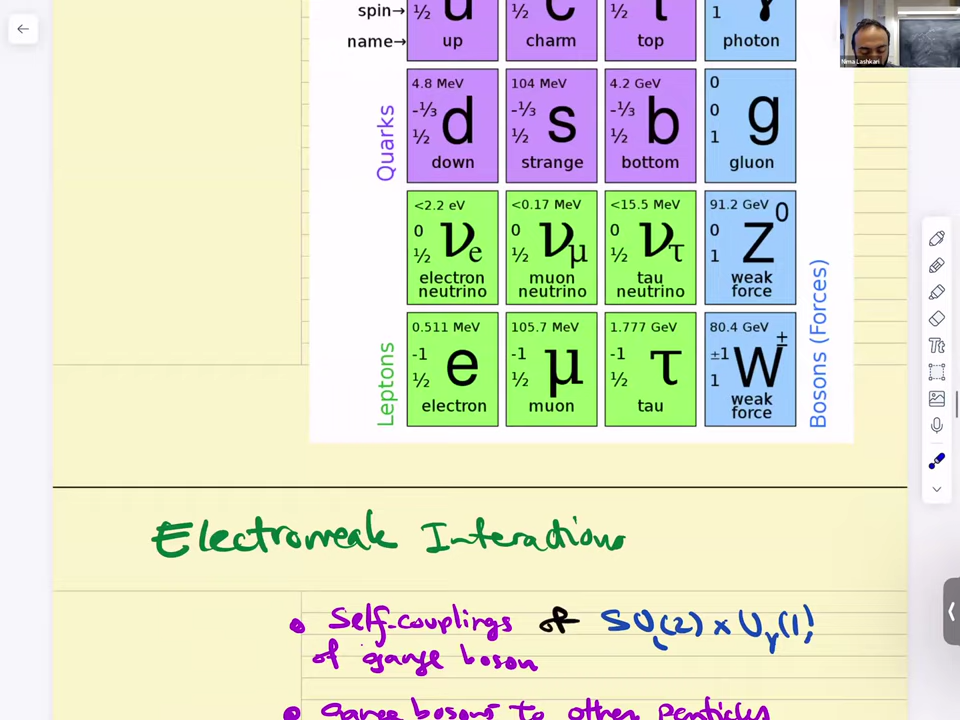 spin→
½ u
½ c
½ t
1 γ
name→
up
charm
top
photon
Quarks
4.8 MeV
-⅓
½
d
down
104 MeV
-⅓
½
s
strange
4.2 GeV
-⅓
½
b
bottom
0
0
1
g
gluon
<2.2 eV
0
½
νe
electron
neutrino
<0.17 MeV
0
½
νμ
muon
neutrino
<15.5 MeV
0
½
ντ
tau
neutrino
91.2 GeV
0
1
Z0
weak
force
Leptons
0.511 MeV
-1
½
e
electron
105.7 MeV
-1
½
μ
muon
1.777 GeV
-1
½
τ
tau
80.4 GeV
±1
1
W±
weak
force
Bosons (Forces)
Nima Lashkari
Tt
Electroweak Interactions
• Self-couplings of SU_L(2) × U_Y(1)
of gauge boson
• Gauge bosons to other particles